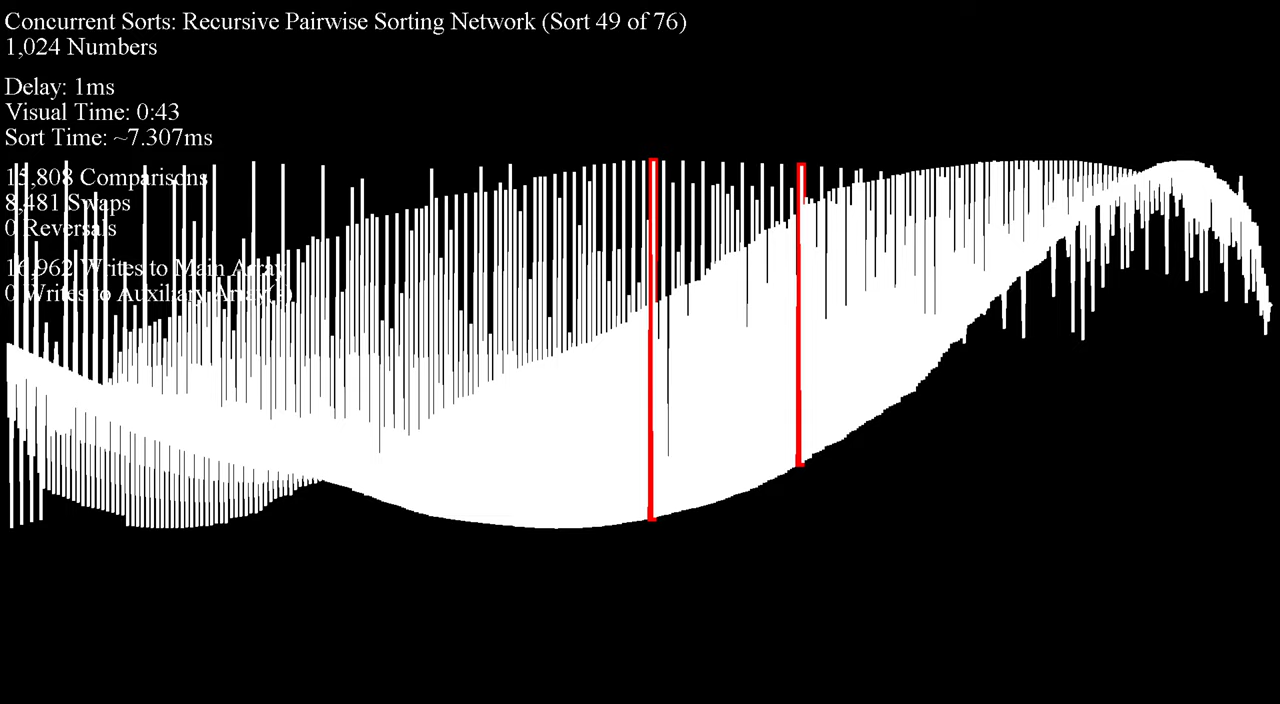 Concurrent Sorts: Recursive Pairwise Sorting Network (Sort 49 of 76)
1,024 Numbers
Delay: 1ms
Visual Time: 0:43
Sort Time: ~7.307ms
15,808 Comparisons
8,481 Swaps
0 Reversals
16,962 Writes to Main Array
0 Writes to Auxiliary Array(s)